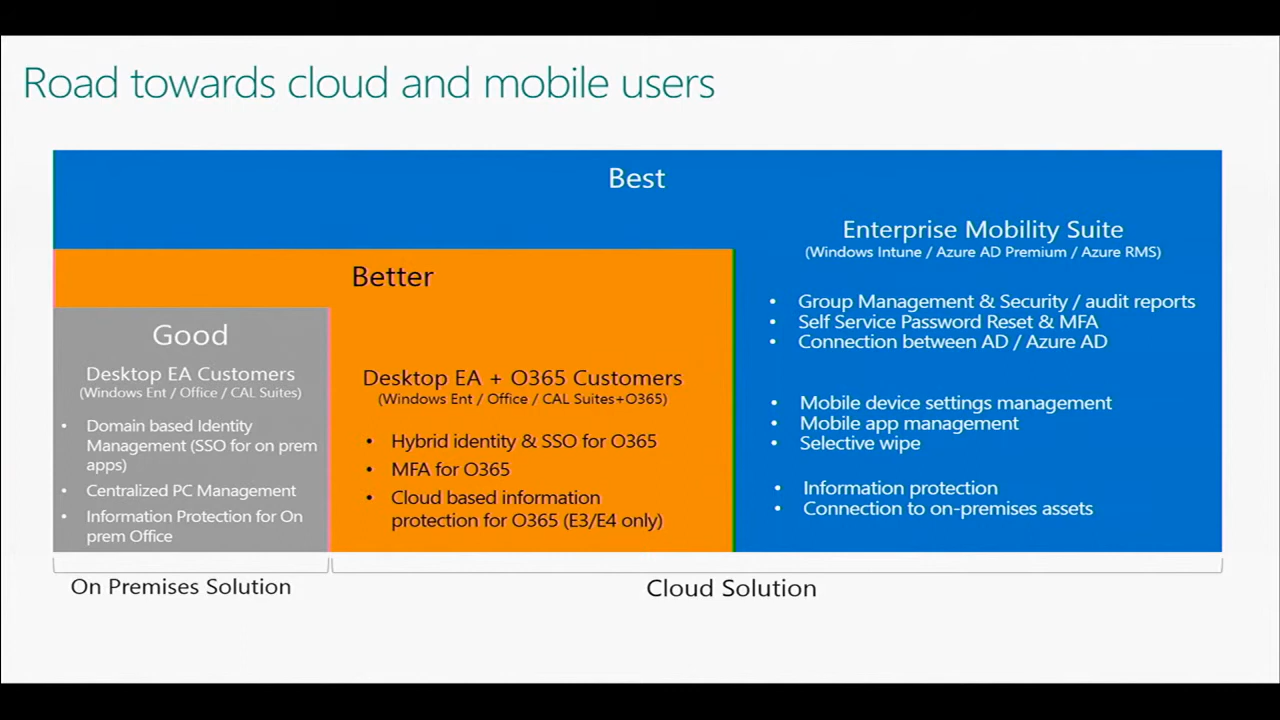 Road towards cloud and mobile users
Best
Enterprise Mobility Suite
(Windows Intune / Azure AD Premium / Azure RMS)
• Group Management & Security / audit reports
• Self Service Password Reset & MFA
• Connection between AD / Azure AD
• Mobile device settings management
• Mobile app management
• Selective wipe
• Information protection
• Connection to on-premises assets
Better
Desktop EA + O365 Customers
(Windows Ent / Office / CAL Suites+O365)
• Hybrid identity & SSO for O365
• MFA for O365
• Cloud based information
protection for O365 (E3/E4 only)
Good
Desktop EA Customers
(Windows Ent / Office / CAL Suites)
• Domain based Identity
Management (SSO for on prem
apps)
• Centralized PC Management
• Information Protection for On
prem Office
On Premises Solution
Cloud Solution